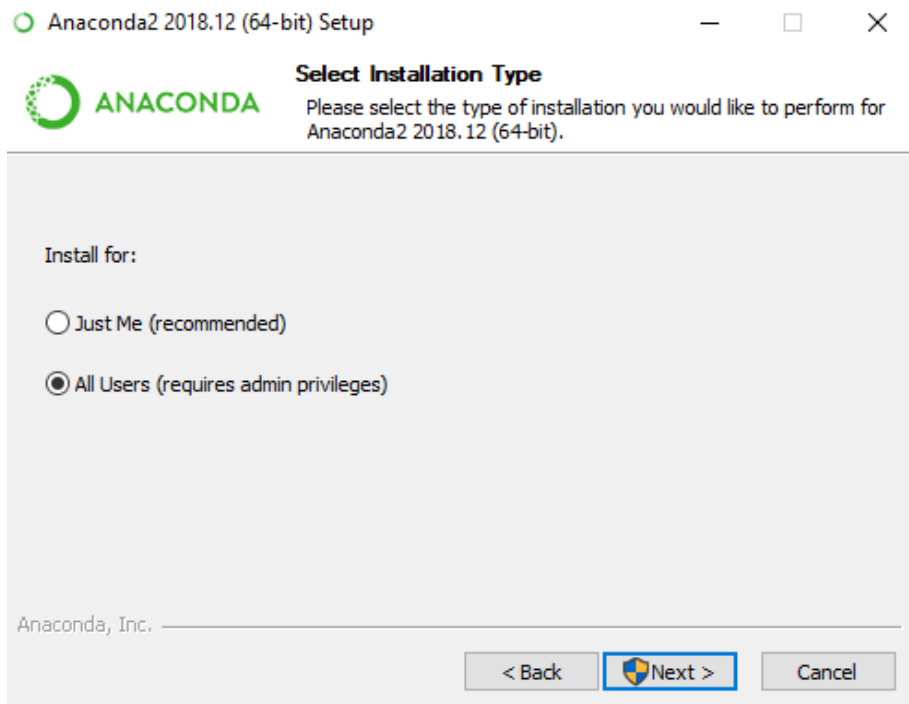 Anaconda2 2018.12 (64-bit) Setup
ANACONDA
Select Installation Type
Please select the type of installation you would like to perform for
Anaconda2 2018.12 (64-bit).
Install for:
Just Me (recommended)
All Users (requires admin privileges)
Anaconda, Inc.
< Back
Next >
Cancel